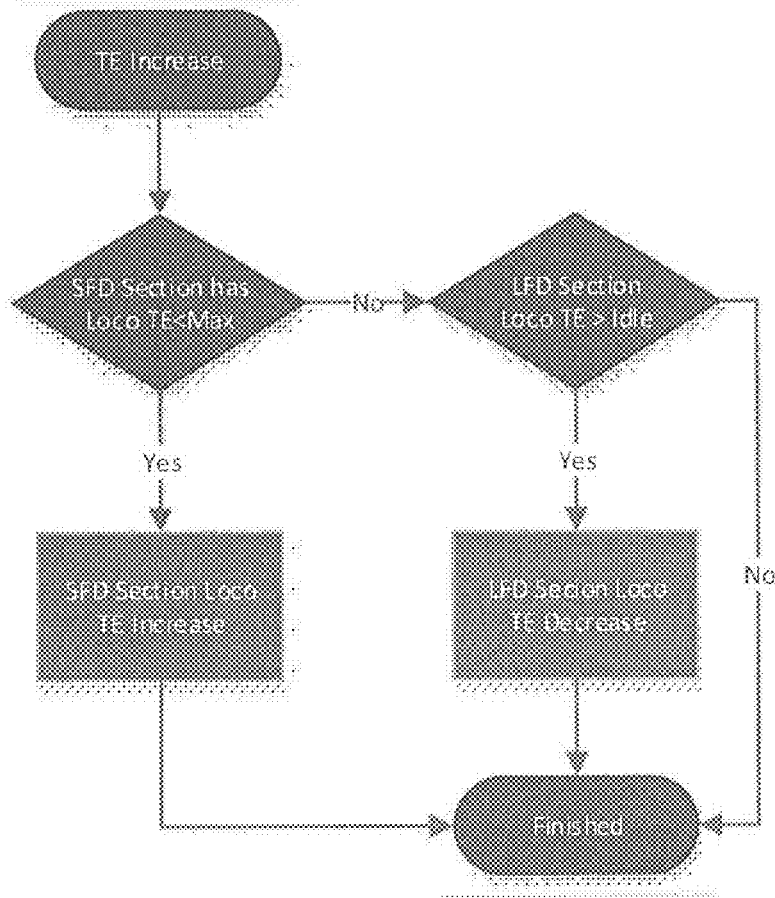 TE Increase
SFD Section has
Loco TE<Max
No
LFD Section
Loco TE > Idle
Yes
Yes
SFD Section Loco
TE Increase
LFD Section Loco
TE Decrease
No
Finished